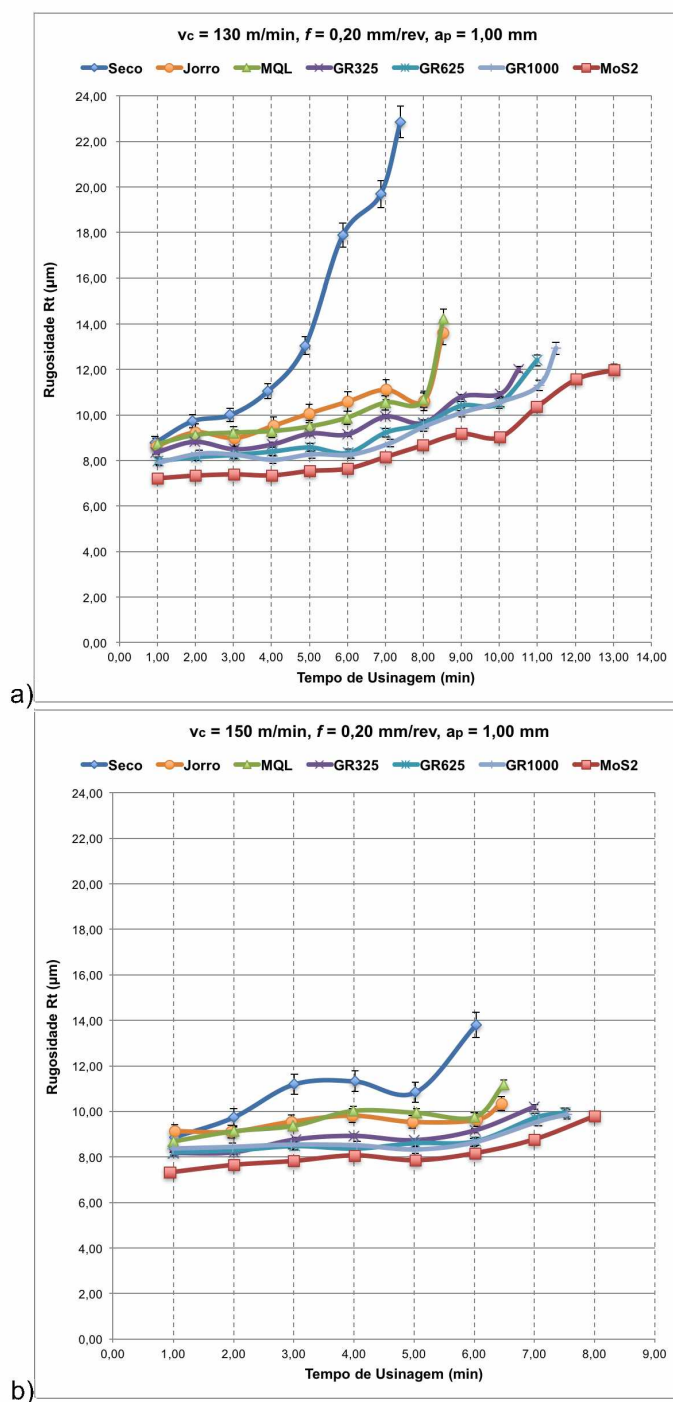 vc = 130 m/min, f = 0,20 mm/rev, ap = 1,00 mm
Seco Jorro MQL GR325 GR625 GR1000 MoS2
24,00
22,00
20,00
18,00
16,00
14,00
12,00
10,00
8,00
6,00
4,00
2,00
0,00
Rugosidade Rt (µm)
0,00 1,00 2,00 3,00 4,00 5,00 6,00 7,00 8,00 9,00 10,00 11,00 12,00 13,00 14,00
Tempo de Usinagem (min)
a)
vc = 150 m/min, f = 0,20 mm/rev, ap = 1,00 mm
Seco Jorro MQL GR325 GR625 GR1000 MoS2
24,00
22,00
20,00
18,00
16,00
14,00
12,00
10,00
8,00
6,00
4,00
2,00
0,00
Rugosidade Rt (µm)
0,00 1,00 2,00 3,00 4,00 5,00 6,00 7,00 8,00 9,00
Tempo de Usinagem (min)
b)